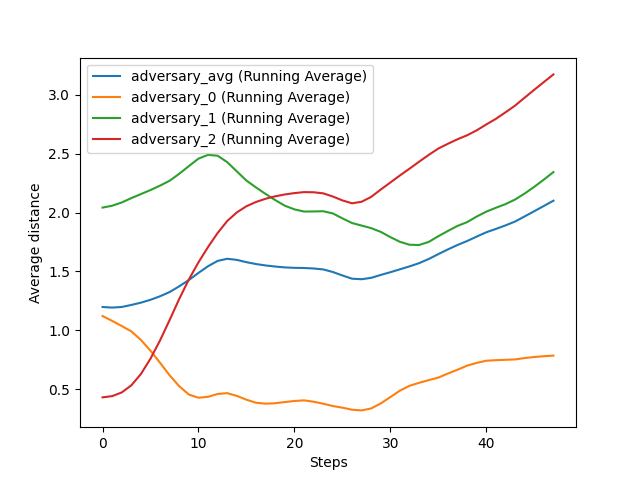 adversary_avg (Running Average)
adversary_0 (Running Average)
adversary_1 (Running Average)
adversary_2 (Running Average)
3.0
2.5
2.0
1.5
1.0
0.5
Average distance
0 10 20 30 40
Steps